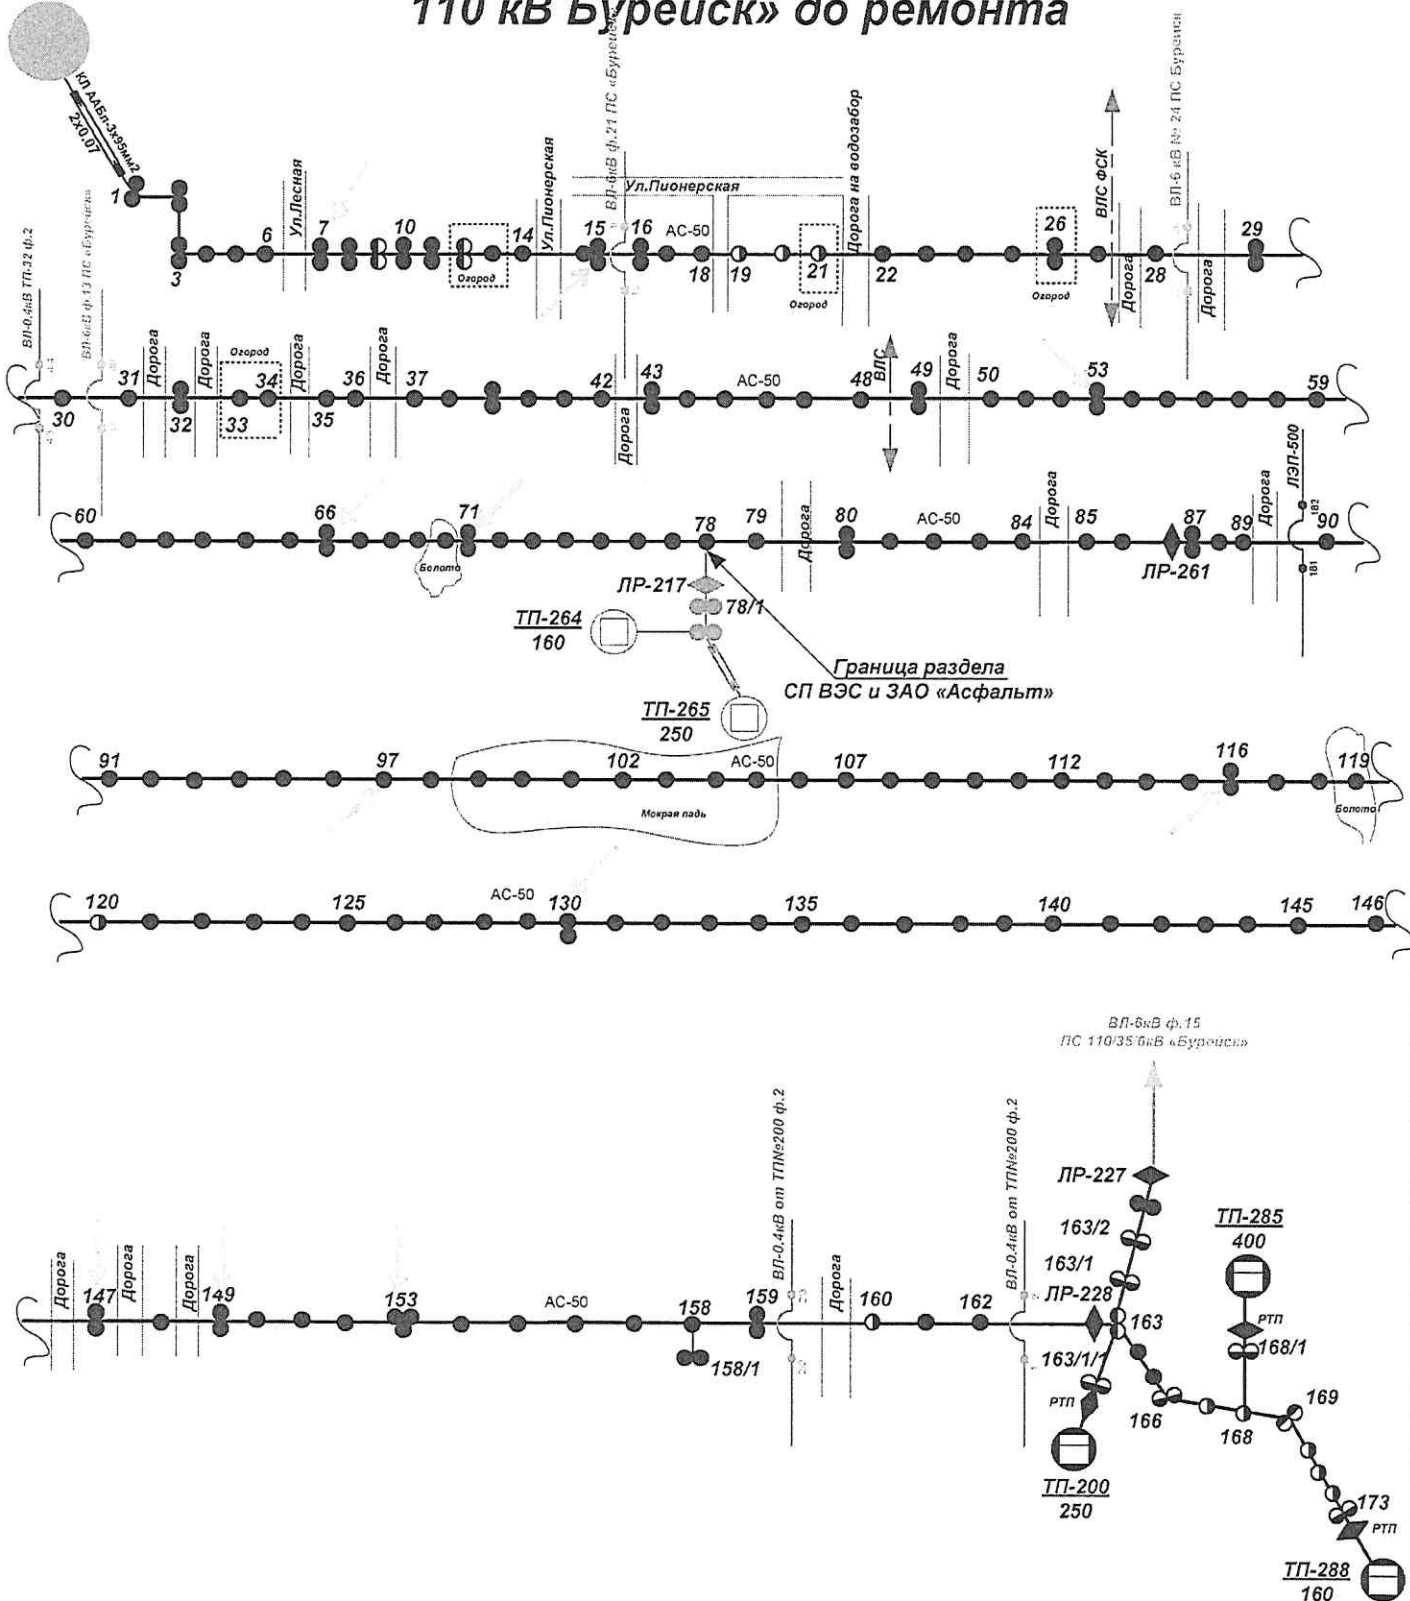 110 кВ Бурейск» до ремонта
КЛ ААБл-3х95мм2
2х0.07
1
3
6
Ул.Лесная
7
10
Огород
14
Ул.Пионерская
15
ВЛ-6кВ ф.21 ПС «Бурейск»
16
АС-50
Ул.Пионерская
18
19
21
Огород
Дорога на водозабор
22
26
Огород
ВЛС ФСК
Дорога
28
ВЛ-6 кВ № 24 ПС Бурейск
Дорога
29
ВЛ-0,4кВ ТП-32 ф.2
30
ВЛ-6кВ ф.13 ПС «Бурейск»
31
Дорога
32
Дорога
Огород
33
34
Дорога
35
36
Дорога
37
42
Дорога
43
АС-50
48
ВЛС
49
Дорога
50
53
59
60
66
Болото
71
78
79
Дорога
80
АС-50
84
Дорога
85
ЛР-261
87
89
Дорога
ЛЭП-500
182
181
90
ЛР-217
78/1
ТП-264
160
ТП-265
250
Граница раздела
СП ВЭС и ЗАО «Асфальт»
91
97
102
АС-50
Мокрая падь
107
112
116
119
Болото
120
125
АС-50
130
135
140
145
146
ВЛ-6кВ ф.15
ПС 110/35/6кВ «Бурейск»
Дорога
147
Дорога
Дорога
149
153
АС-50
158
158/1
159
ВЛ-0,4кВ от ТП№200 ф.2
Дорога
160
162
ВЛ-0,4кВ от ТП№200 ф.2
ЛР-227
163/2
163/1
ЛР-228
163
163/1/1
РТП
ТП-200
250
166
168
ТП-285
400
РТП
168/1
169
173
РТП
ТП-288
160